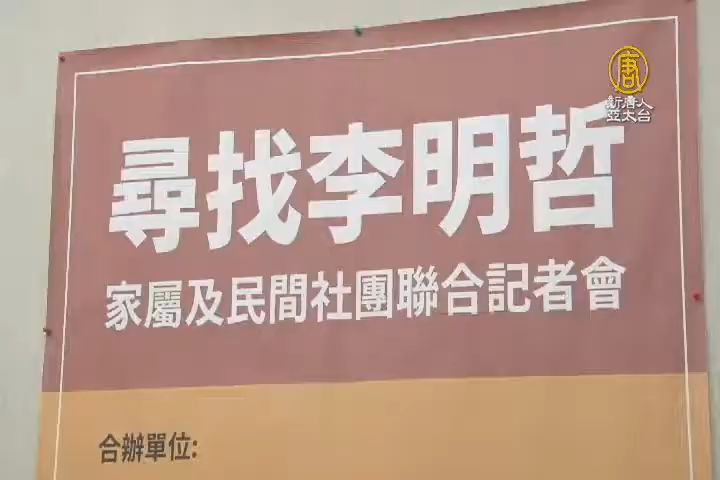 唐
新唐人
亞太台
尋找李明哲
家屬及民間社團聯合記者會
合辦單位: